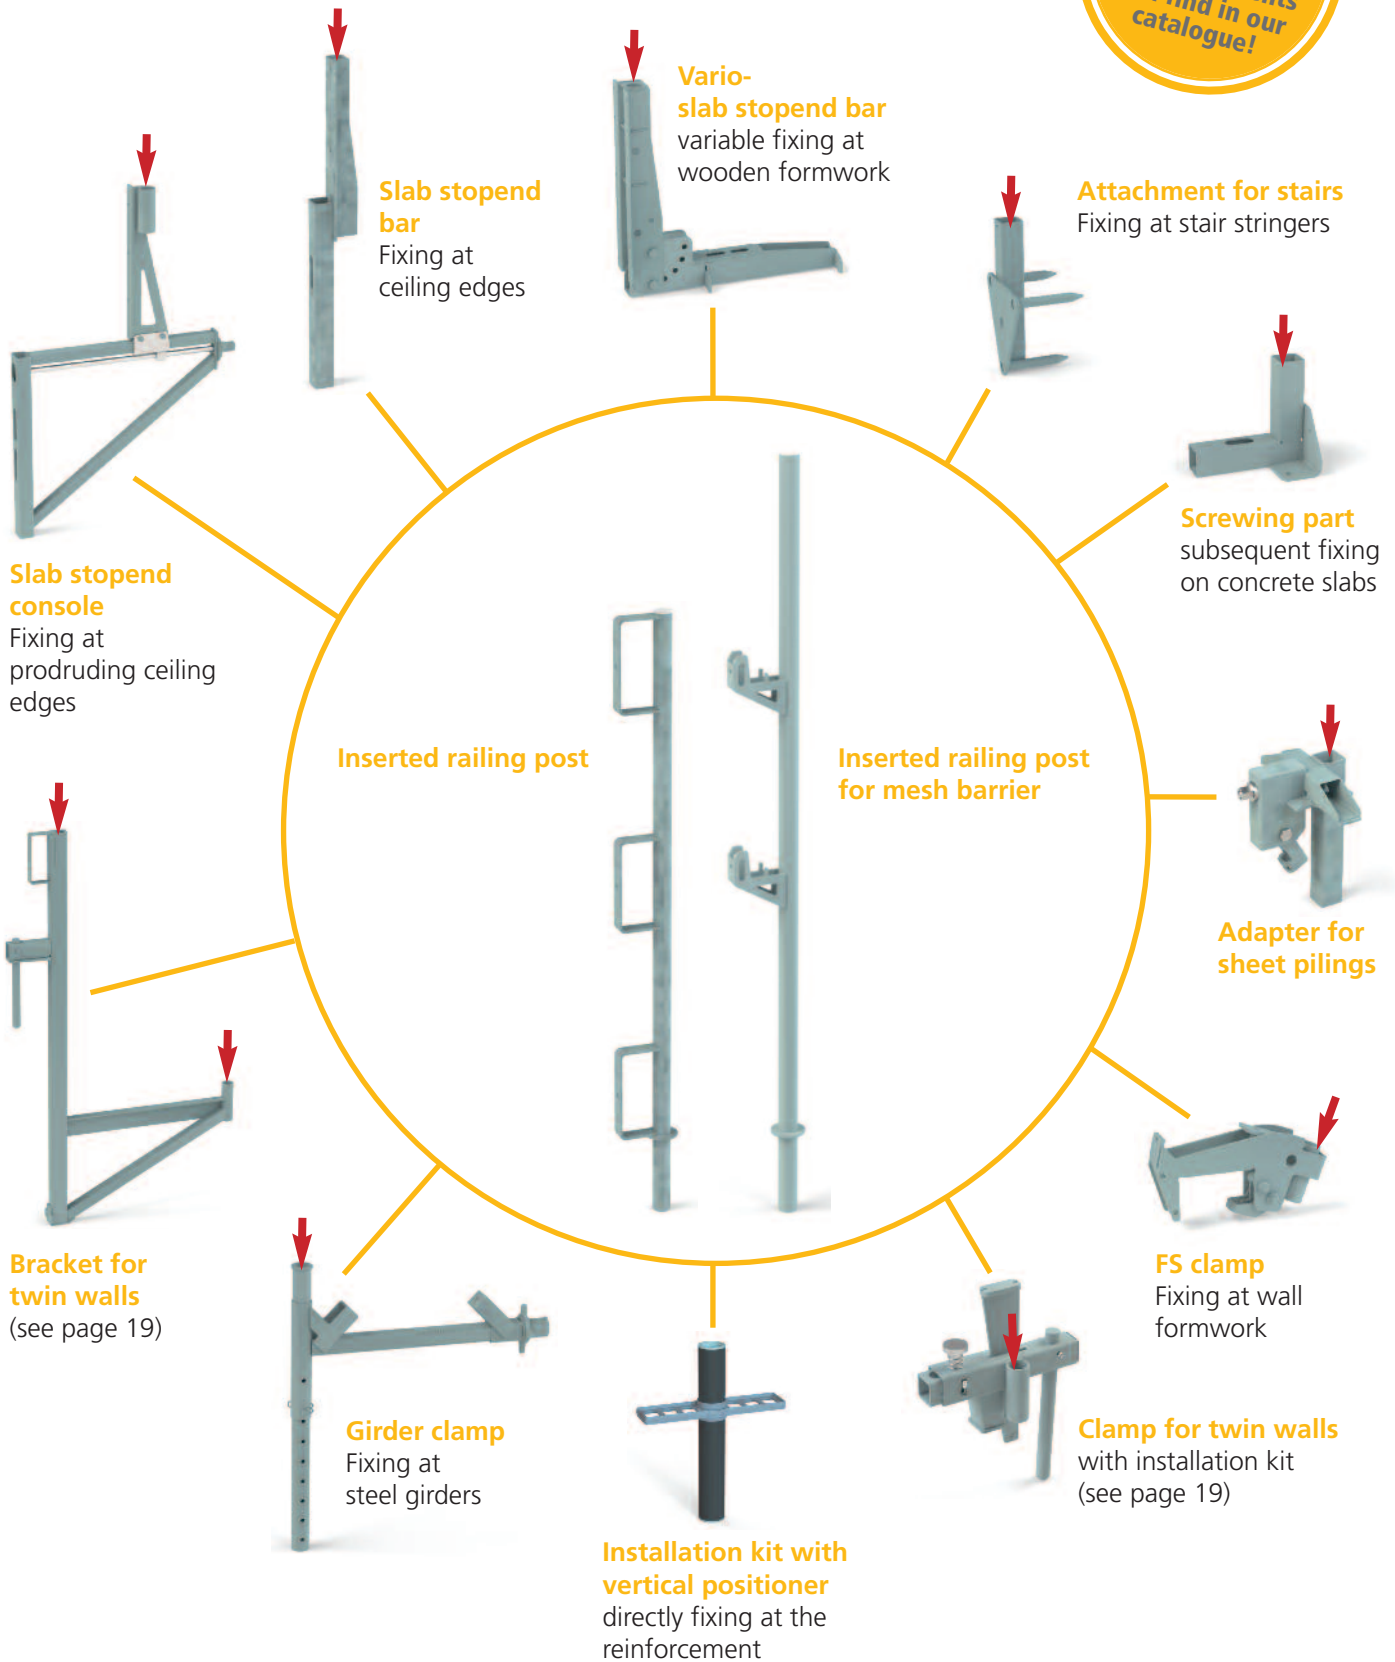 find in our
catalogue!
Vario-
slab stopend bar
variable fixing at
wooden formwork
Slab stopend
bar
Fixing at
ceiling edges
Attachment for stairs
Fixing at stair stringers
Screwing part
subsequent fixing
on concrete slabs
Slab stopend
console
Fixing at
prodruding ceiling
edges
Inserted railing post
Inserted railing post
for mesh barrier
Adapter for
sheet pilings
Bracket for
twin walls
(see page 19)
FS clamp
Fixing at wall
formwork
Girder clamp
Fixing at
steel girders
Clamp for twin walls
with installation kit
(see page 19)
Installation kit with
vertical positioner
directly fixing at the
reinforcement